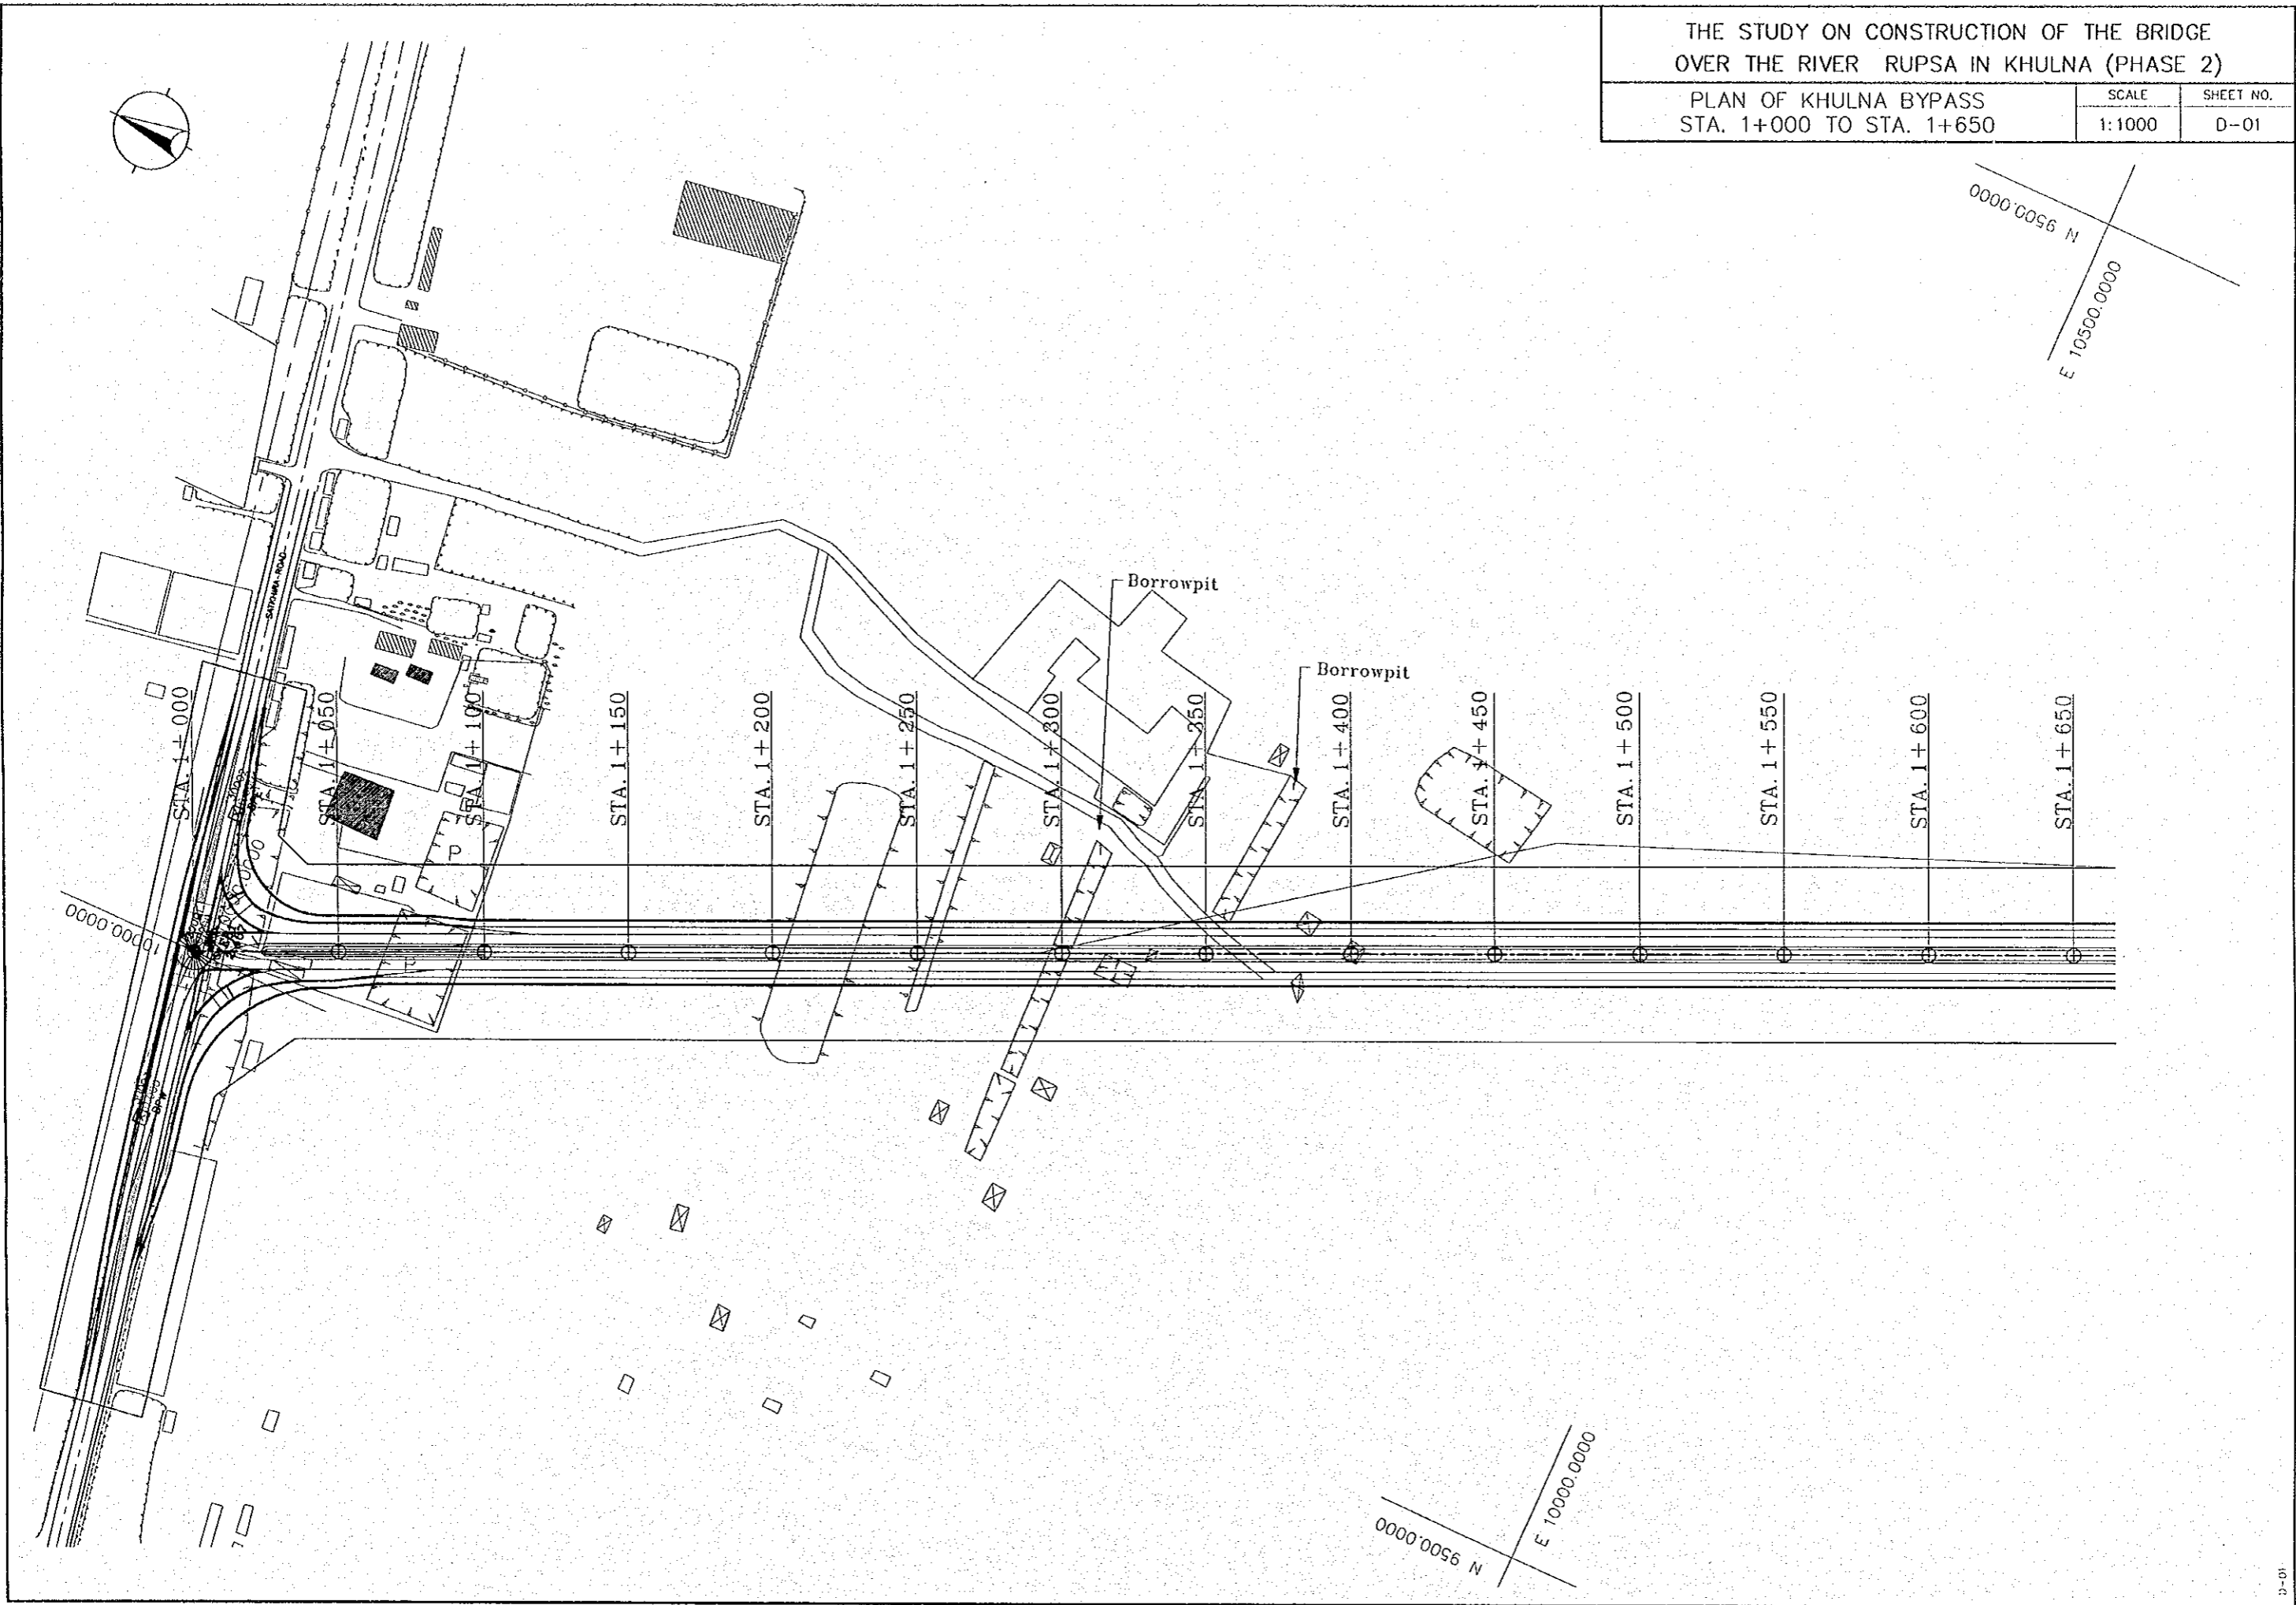 THE STUDY ON CONSTRUCTION OF THE BRIDGE
OVER THE RIVER RUPSA IN KHULNA (PHASE 2)
PLAN OF KHULNA BYPASS
STA. 1+000 TO STA. 1+650
SCALE
1:1000
SHEET NO.
D-01
N 9500.0000
E 10500.0000
SATKHIRA ROAD
Borrowpit
Borrowpit
STA. 1+000
STA. 1+050
STA. 1+100
STA. 1+150
STA. 1+200
STA. 1+250
STA. 1+300
STA. 1+350
STA. 1+400
STA. 1+450
STA. 1+500
STA. 1+550
STA. 1+600
STA. 1+650
P
P
10000.0000
N 9500.0000
E 10000.0000
D-01